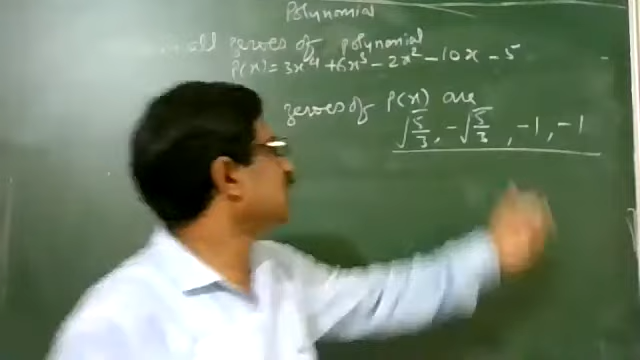 Polynomial
all zeroes of polynomial
P(x) = 3x⁴ + 6x³ - 2x² - 10x - 5
zeroes of P(x) are
√5/3, -√5/3, -1, -1